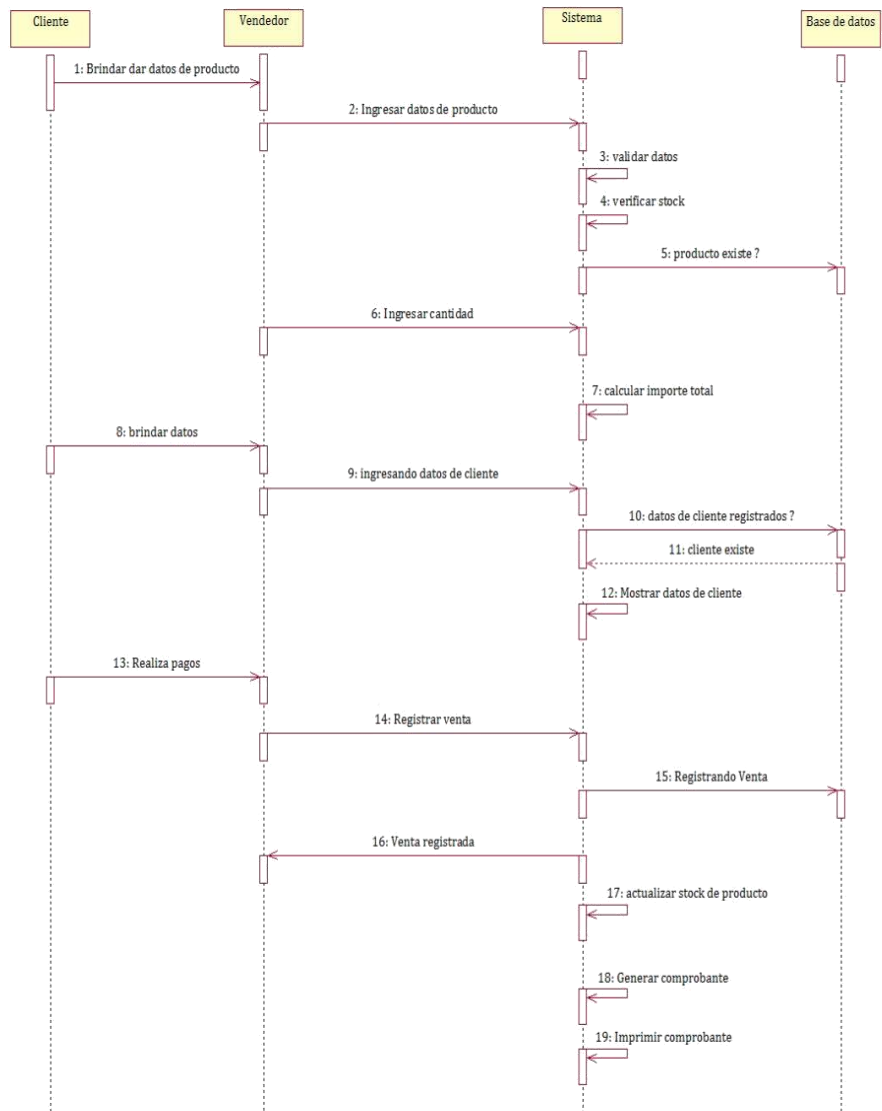 Cliente
Vendedor
Sistema
Base de datos
1: Brindar dar datos de producto
2: Ingresar datos de producto
3: validar datos
4: verificar stock
5: producto existe ?
6: Ingresar cantidad
7: calcular importe total
8: brindar datos
9: ingresando datos de cliente
10: datos de cliente registrados ?
11: cliente existe
12: Mostrar datos de cliente
13: Realiza pagos
14: Registrar venta
15: Registrando Venta
16: Venta registrada
17: actualizar stock de producto
18: Generar comprobante
19: Imprimir comprobante